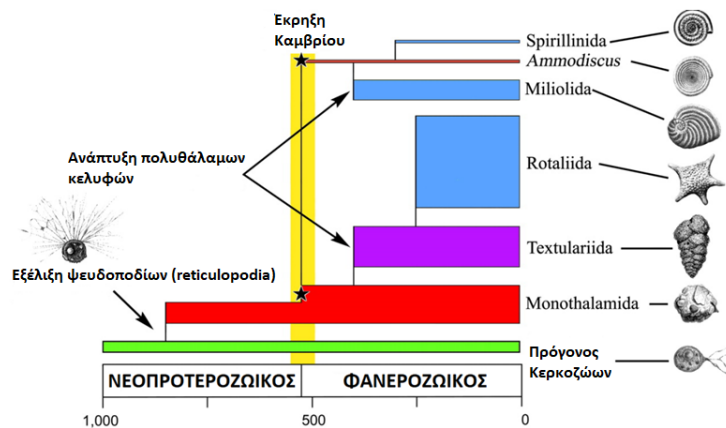 Έκρηξη
Καμβρίου
Spirillinida
Ammodiscus
Miliolida
Ανάπτυξη πολυθάλαμων
κελυφών
Rotaliida
Textulariida
Εξέλιξη ψευδοποδίων (reticulopodia)
Monothalamida
Πρόγονος
Κερκοζώων
ΝΕΟΠΡΟΤΕΡΟΖΩΙΚΟΣ
ΦΑΝΕΡΟΖΩΙΚΟΣ
1,000
500
0